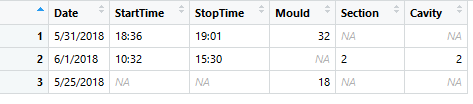 Date StartTime StopTime Mould Section Cavity
1 5/31/2018 18:36 19:01 32 NA NA
2 6/1/2018 10:32 15:30 NA 2 2
3 5/25/2018 NA NA 18 NA NA